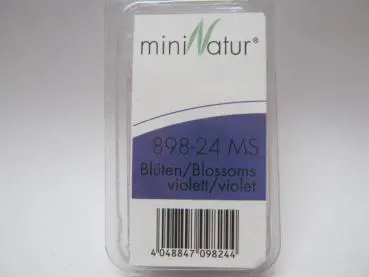 miniNatur®
898-24 MS
Blüten/Blossoms
violett/violet
4 048847 098244